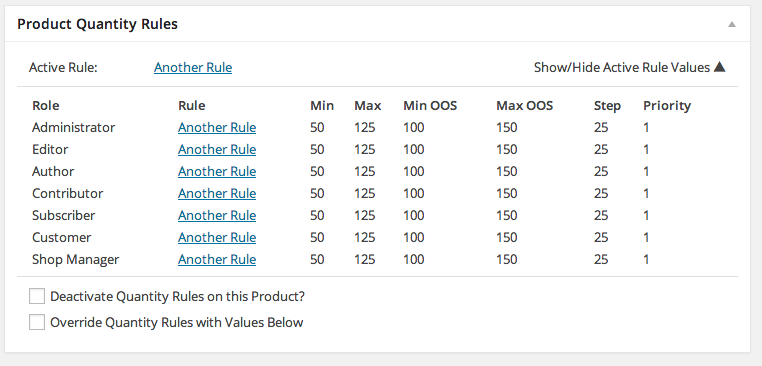 Product Quantity Rules
Active Rule: Another Rule Show/Hide Active Rule Values
Role Rule Min Max Min OOS Max OOS Step Priority
Administrator Another Rule 50 125 100 150 25 1
Editor Another Rule 50 125 100 150 25 1
Author Another Rule 50 125 100 150 25 1
Contributor Another Rule 50 125 100 150 25 1
Subscriber Another Rule 50 125 100 150 25 1
Customer Another Rule 50 125 100 150 25 1
Shop Manager Another Rule 50 125 100 150 25 1
Deactivate Quantity Rules on this Product?
Override Quantity Rules with Values Below